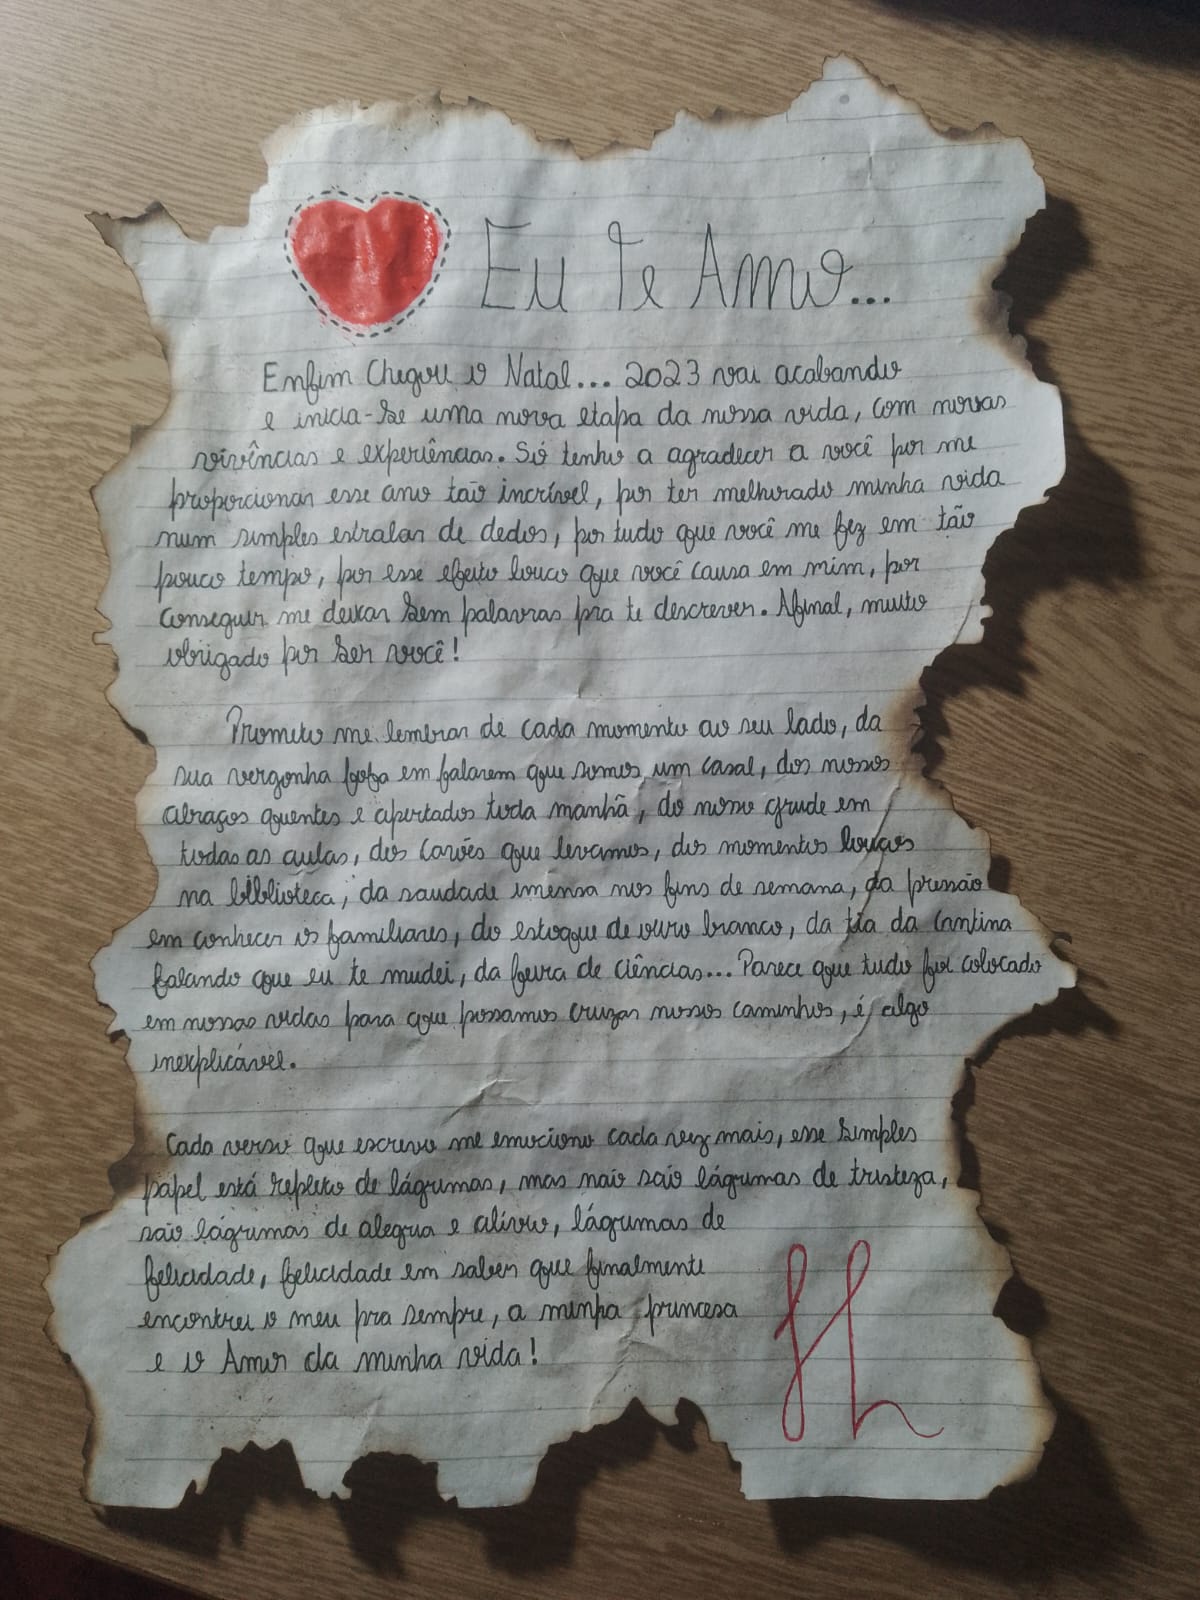 Eu Te Amo...
Enfim Chegou o Natal... 2023 vai acabando
e inicia-se uma nova etapa da nossa vida, com novas
vivências e experiências. Só tenho a agradecer a você por me
proporcionar esse ano tão incrível, por ter melhorado minha vida
num simples estralar de dedos, por tudo que você me fez em tão
pouco tempo, por esse efeito louco que você causa em mim, por
conseguir me deixar sem palavras pra te descrever. Afinal, muito
obrigado por ser você!
Prometo me lembrar de cada momento ao seu lado, da
sua vergonha fofa em falarem que somos um casal, dos nossos
abraços quentes e apertados toda manhã, do nosso grude em
todas as aulas, dos carões que levamos, dos momentos loucos
na biblioteca, da saudade imensa nos fins de semana, da pressão
em conhecer os familiares, do estoque de ouro branco, da tia da cantina
falando que eu te mudei, da feira de ciências... Parece que tudo foi colocado
em nossas vidas para que possamos cruzar nossos caminhos, é algo
inexplicável.
Cada verso que escrevo me emociono cada vez mais, esse simples
papel está repleto de lágrimas, mas não são lágrimas de tristeza,
são lágrimas de alegria e alívio, lágrimas de
felicidade, felicidade em saber que finalmente
encontrei o meu pra sempre, a minha princesa
e o Amor da minha vida!